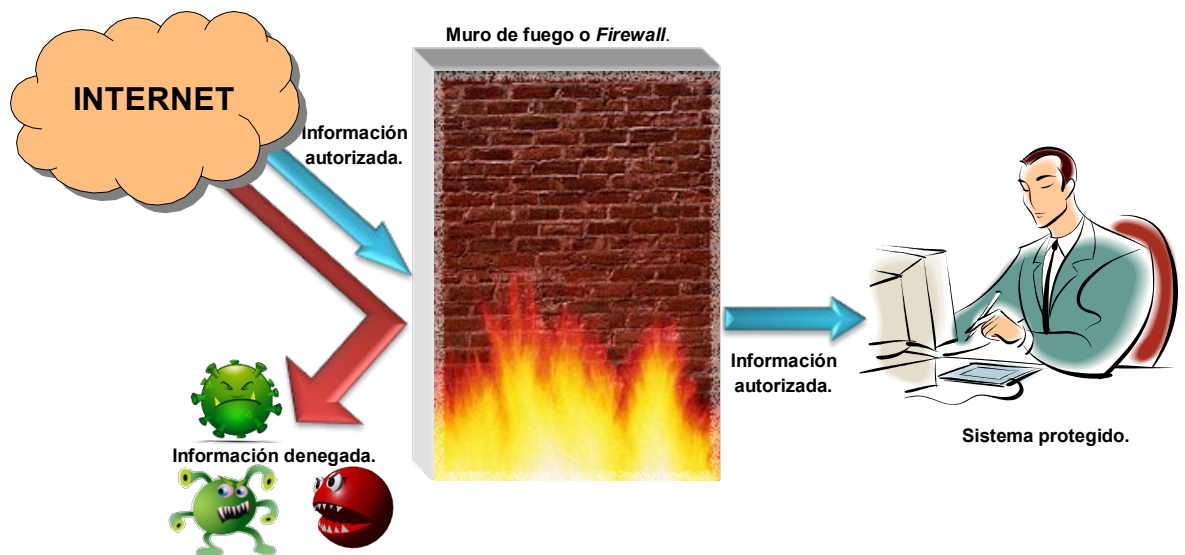 Muro de fuego o Firewall.
INTERNET
Información
autorizada.
Información
autorizada.
Información denegada.
Sistema protegido.